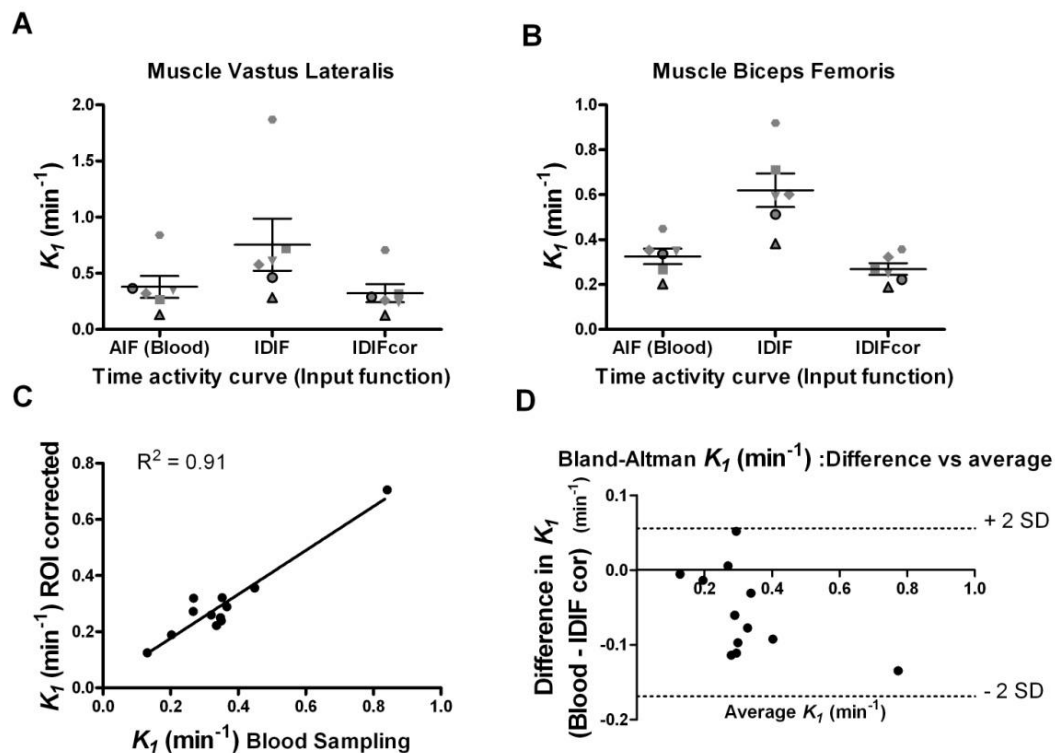 A
Muscle Vastus Lateralis
K₁ (min⁻¹)
2.0
1.5
1.0
0.5
0.0
AIF (Blood) IDIF IDIFcor
Time activity curve (Input function)
B
Muscle Biceps Femoris
K₁ (min⁻¹)
1.0
0.8
0.6
0.4
0.2
0.0
AIF (Blood) IDIF IDIFcor
Time activity curve (Input function)
C
R² = 0.91
K₁ (min⁻¹) ROI corrected
0.8
0.6
0.4
0.2
0.0
0.0 0.2 0.4 0.6 0.8 1.0
K₁ (min⁻¹) Blood Sampling
D
Bland-Altman K₁ (min⁻¹) :Difference vs average
Difference in K₁ (min⁻¹)
(Blood - IDIF cor)
0.1
0.0
-0.1
-0.2
+ 2 SD
0.2 0.4 0.6 0.8 1.0
- 2 SD
Average K₁ (min⁻¹)